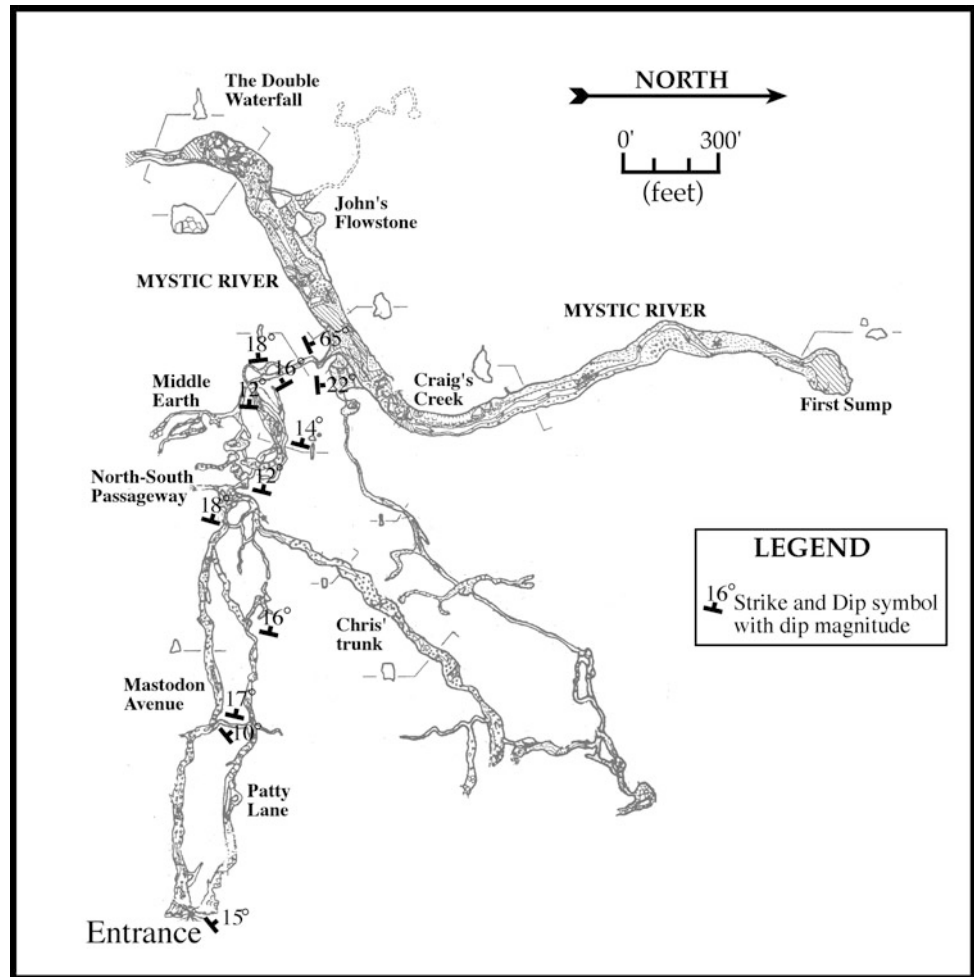 The Double
Waterfall
NORTH
0' 300'
(feet)
John's
Flowstone
MYSTIC RIVER
MYSTIC RIVER
65°
18°
16°
22°
Middle
Earth
12°
Craig's
Creek
First Sump
14°
North-South
Passageway
12°
18°
LEGEND
16° Strike and Dip symbol
with dip magnitude
16°
Chris'
trunk
Mastodon
Avenue
17°
10°
Patty
Lane
15°
Entrance